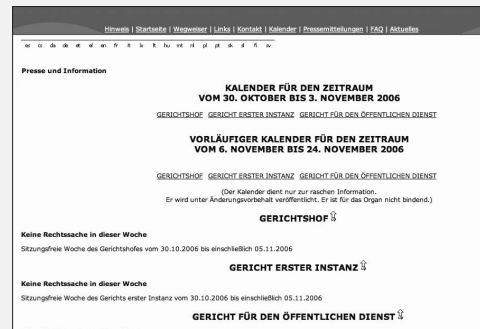 Hinweis | Startseite | Wegweiser | Links | Kontakt | Kalender | Pressemitteilungen | FAQ | Aktuelles
es cs da de et el en fr it lv lt hu mt nl pl pt sk sl fi sv
Presse und Information
KALENDER FÜR DEN ZEITRAUM
VOM 30. OKTOBER BIS 3. NOVEMBER 2006
GERICHTSHOF GERICHT ERSTER INSTANZ GERICHT FÜR DEN ÖFFENTLICHEN DIENST
VORLÄUFIGER KALENDER FÜR DEN ZEITRAUM
VOM 6. NOVEMBER BIS 24. NOVEMBER 2006
GERICHTSHOF GERICHT ERSTER INSTANZ GERICHT FÜR DEN ÖFFENTLICHEN DIENST
(Der Kalender dient nur zur raschen Information.
Er wird unter Änderungsvorbehalt veröffentlicht. Er ist für das Organ nicht bindend.)
GERICHTSHOF
Keine Rechtssache in dieser Woche
Sitzungsfreie Woche des Gerichtshofes vom 30.10.2006 bis einschließlich 05.11.2006
GERICHT ERSTER INSTANZ
Keine Rechtssache in dieser Woche
Sitzungsfreie Woche des Gerichts erster Instanz vom 30.10.2006 bis einschließlich 05.11.2006
GERICHT FÜR DEN ÖFFENTLICHEN DIENST